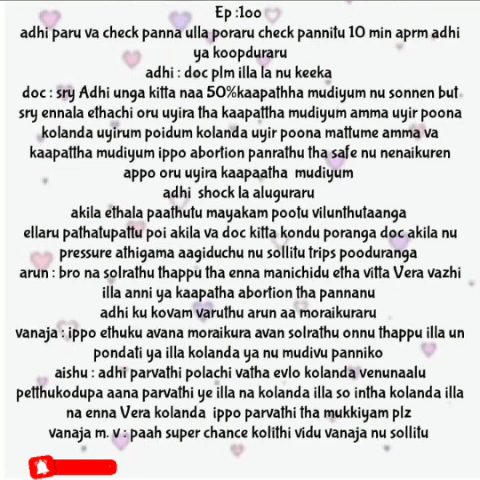 Ep :100
adhi paru va check panna ulla poraru check pannitu 10 min aprm adhi
ya koopduraru
adhi : doc plm illa la nu keeka
doc : sry Adhi unga kitta naa 50%kaapathha mudiyum nu sonnen but
sry ennala ethachi oru uyira tha kaapattha mudiyum amma uyir poona
kolanda uyirum poidum kolanda uyir poona mattume amma va
kaapattha mudiyum ippo abortion panrathu tha safe nu nenaikuren
appo oru uyira kaapaatha mudiyum
adhi shock la aluguraru
akila ethala paathutu mayakam pootu vilunthutaanga
ellaru pathatupattu poi akila va doc kitta kondu poranga doc akila nu
pressure athigama aagiduchu nu sollitu trips pooduranga
arun : bro na solrathu thappu tha enna manichidu etha vitta Vera vazhi
illa anni ya kaapatha abortion tha pannanu
adhi ku kovam varuthu arun aa moraikuraru
vanaja : ippo ethuku avana moraikura avan solrathu onnu thappu illa un
pondati ya illa kolanda ya nu mudivu panniko
aishu : adhi parvathi polachi vatha evlo kolanda venunaalu
petthukodupa aana parvathi ye illa na kolanda illa so intha kolanda illa
na enna Vera kolanda ippo parvathi tha mukkiyam plz
vanaja m. v : paah super chance kolithi vidu vanaja nu sollitu